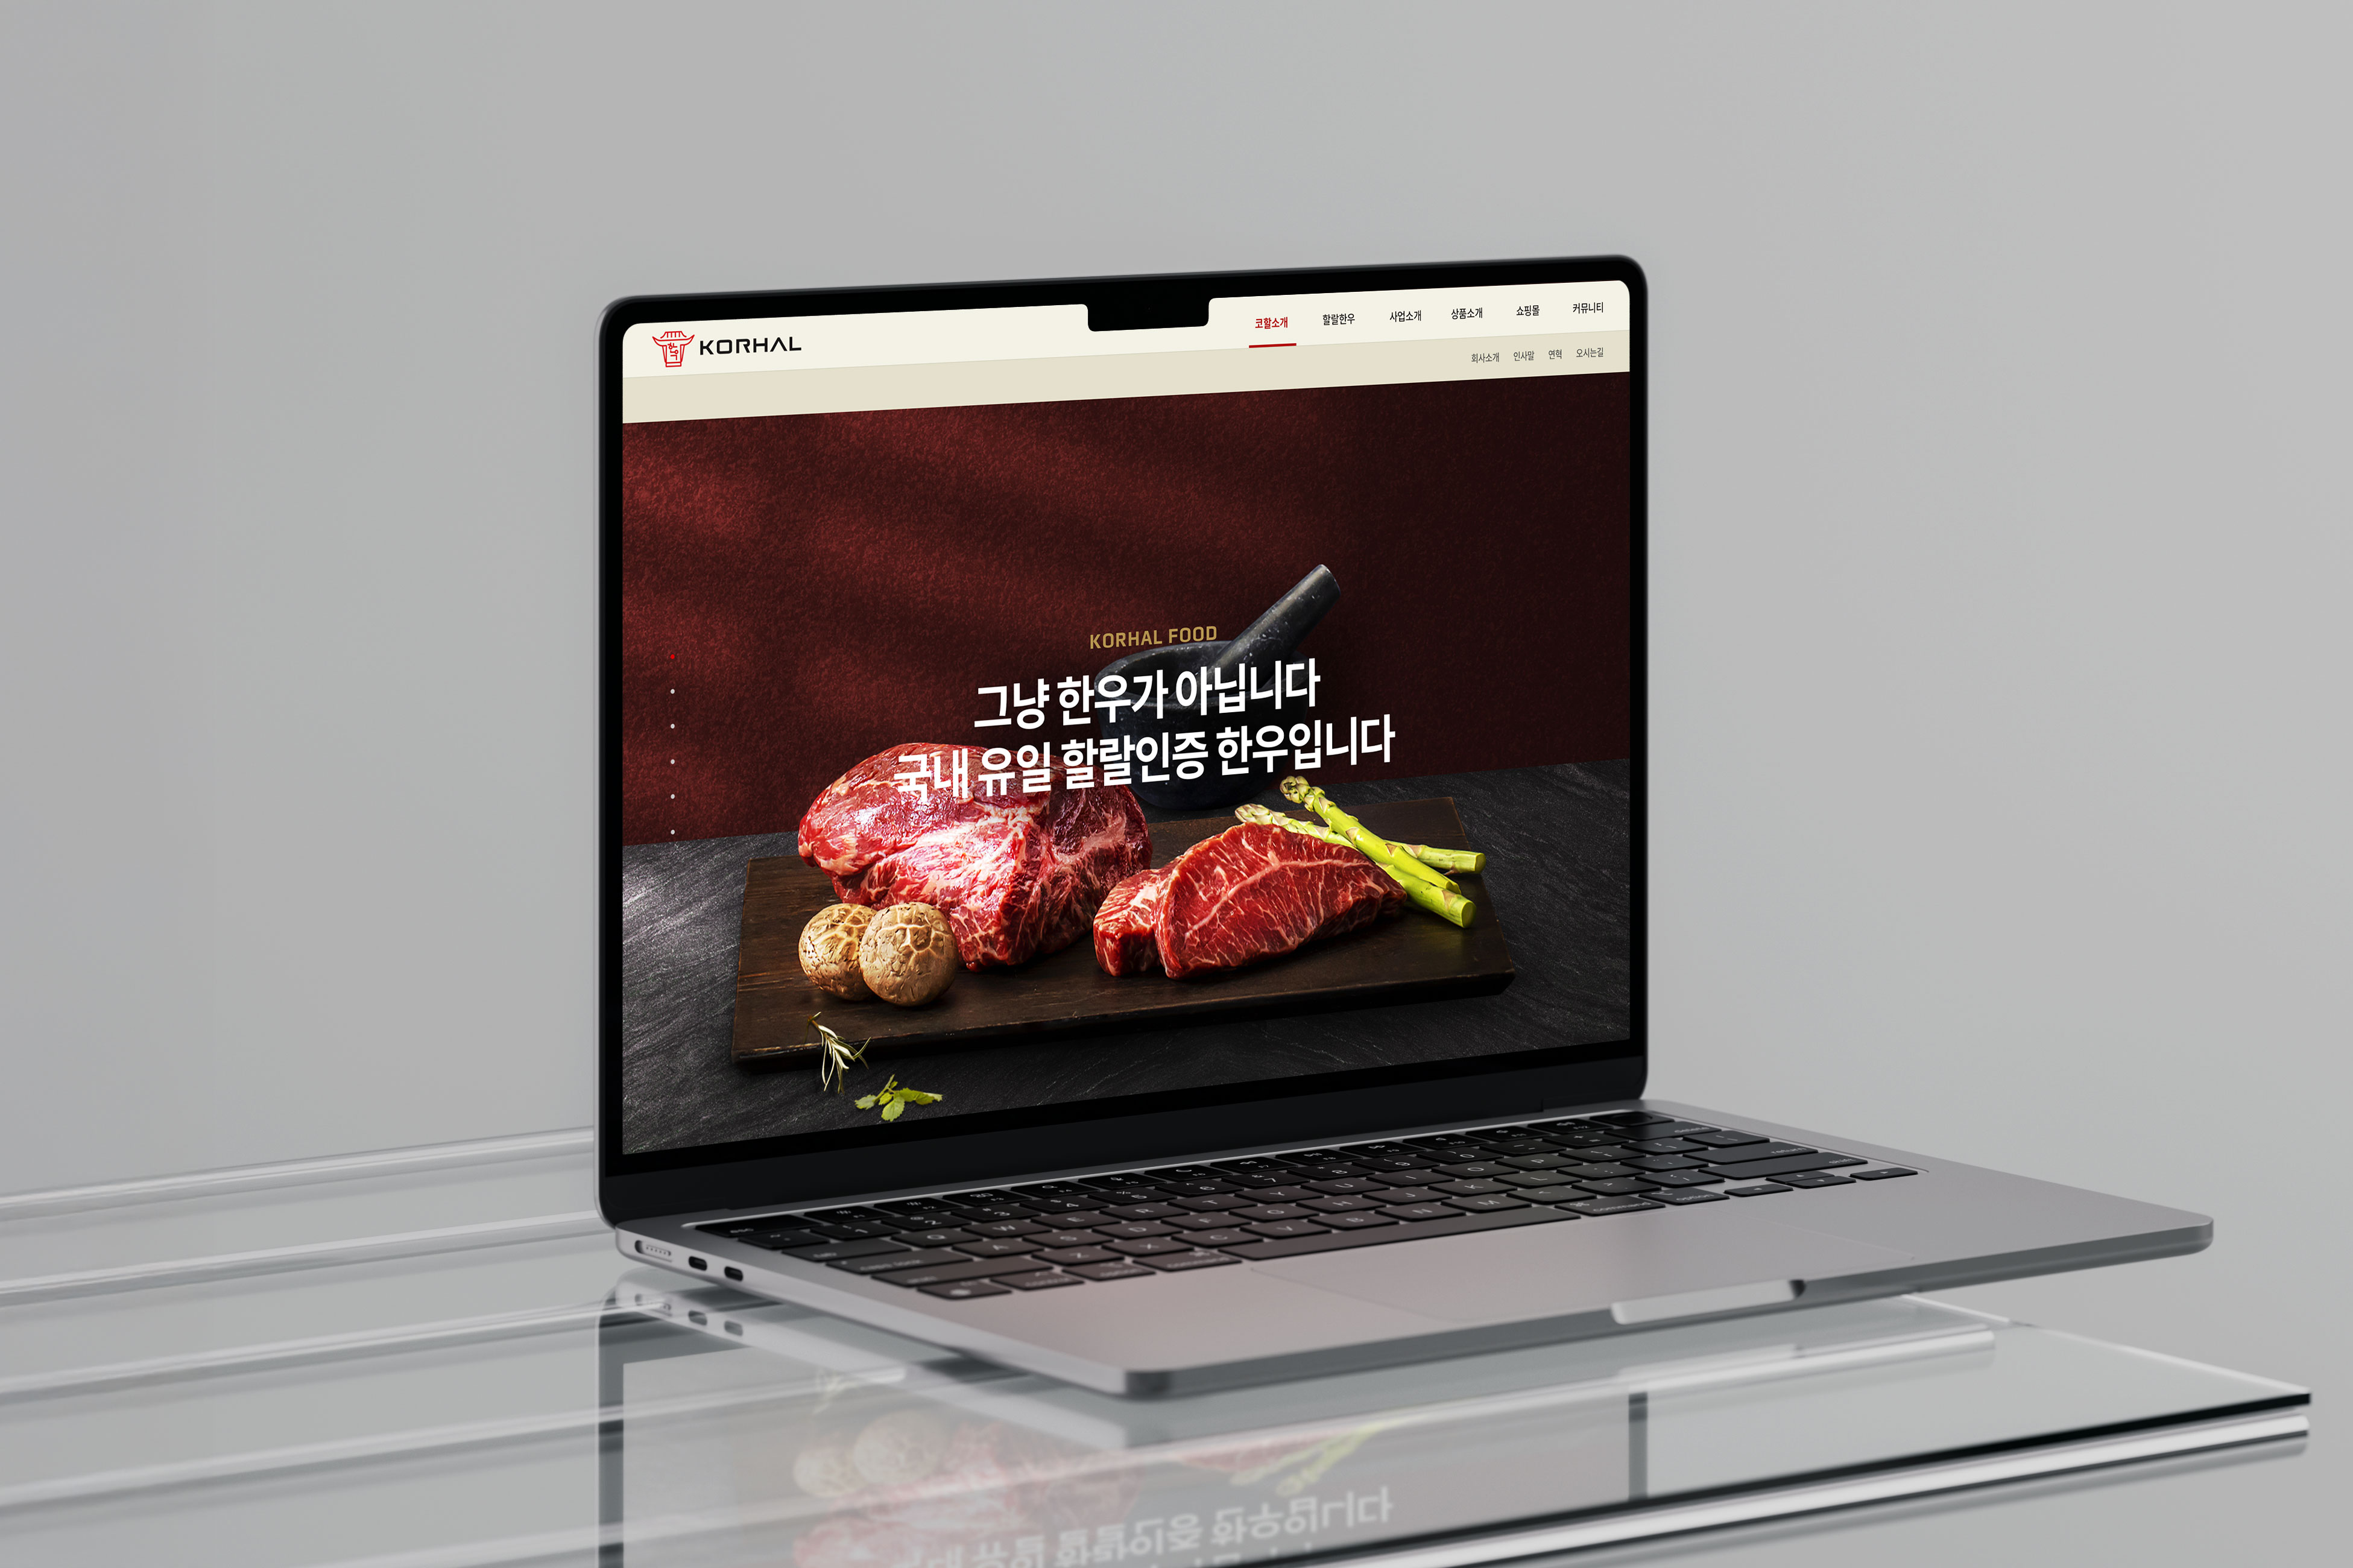 KORHAL
코할소개 할랄한우 사업소개 상품소개 쇼핑몰 커뮤니티
회사소개 인사말 연혁 오시는길
KORHAL FOOD
그냥 한우가 아닙니다
국내 유일 할랄인증 한우입니다